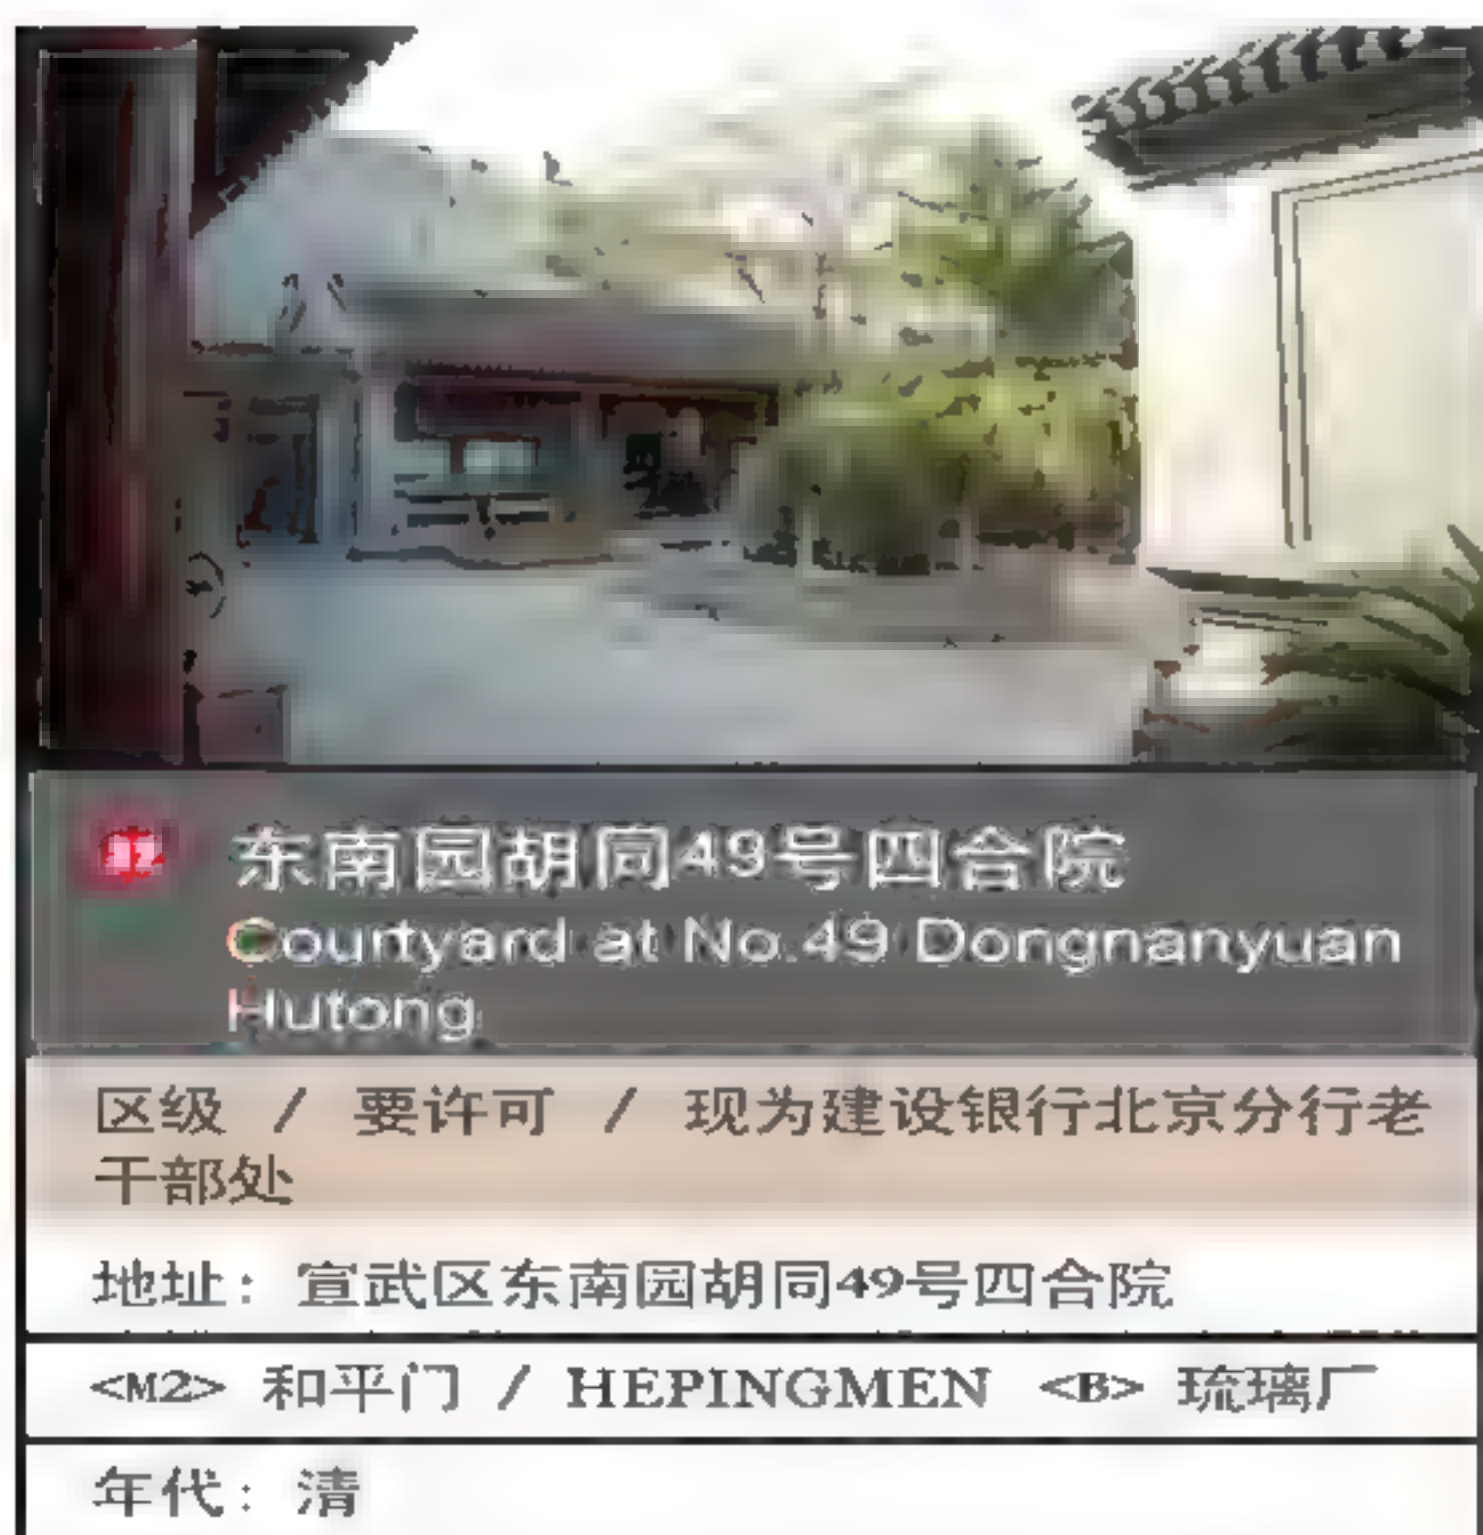 东南园胡同49号四合院
Courtyard at No.49 Dongnanyuan
Hutong
区级 / 要许可 / 现为建设银行北京分行老
干部处
地址: 宣武区东南园胡同49号四合院
<M2> 和平门 / HEPINGMEN <B> 琉璃厂
年代: 清